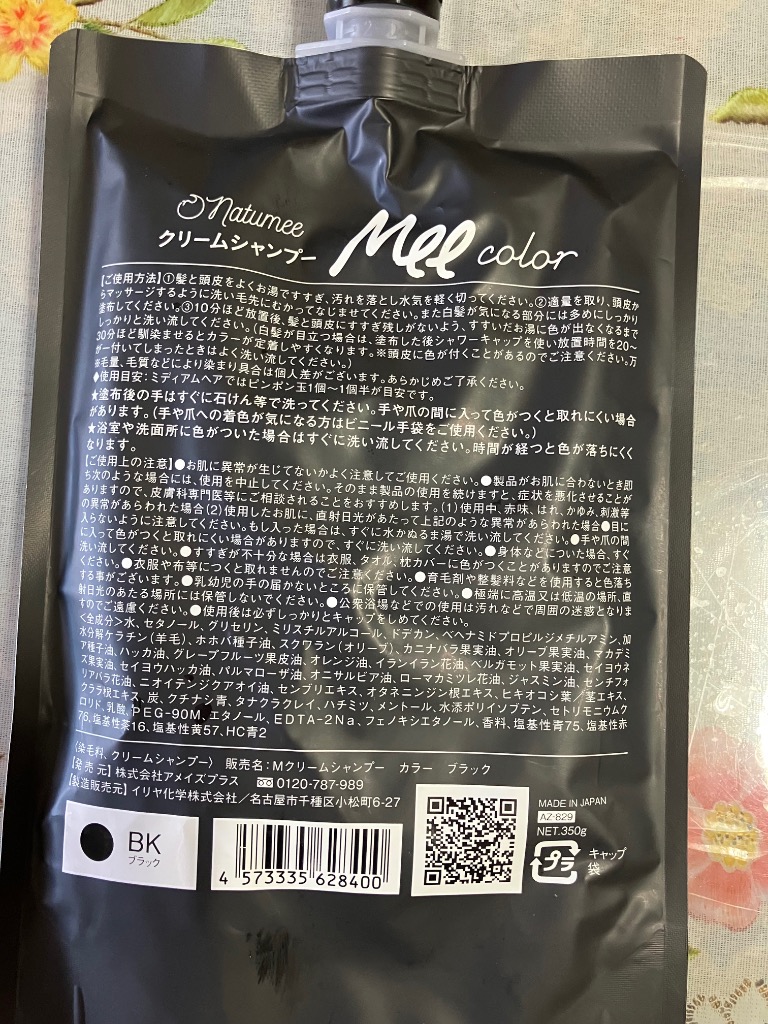 Natumee
クリームシャンプー
Mee color
【ご使用方法】①髪と頭皮をよくお湯ですすぎ、汚れを落とし水気を軽く切ってください。②適量を取り、頭皮か
らマッサージするように洗い毛先にむかってなじませてください。また白髪が気になる部分には多めにしっかり
塗布してください。③10分ほど放置後、髪と頭皮にすすぎ残しがないよう、すすいだお湯に色が出なくなるまで
しっかりと洗い流してください。(白髪が目立つ場合は、塗布した後シャワーキャップを使い放置時間を20～
30分ほど馴染ませるとカラーが定着しやすくなります。※頭皮に色が付くことがあるのでご注意ください。万
が一付いてしまったときはよく洗い流してください。)
※毛量、毛質などにより染まり具合は個人差がございます。あらかじめご了承ください。
◆使用目安:ミディアムヘアではピンポン玉1個～1個半が目安です。
★塗布後の手はすぐに石けん等で洗ってください。手や爪の間に入って色がつくと取れにくい場合
があります。(手や爪への着色が気になる方はビニール手袋をご使用ください。)
★浴室や洗面所に色がついた場合はすぐに洗い流してください。時間が経つと色が落ちにくく
なります。
【ご使用上の注意】●お肌に異常が生じてないかよく注意してご使用ください。●製品がお肌に合わないとき即
ち次のような場合には、使用を中止してください。そのまま製品の使用を続けますと、症状を悪化させることが
ありますので、皮膚科専門医等にご相談されることをおすすめします。(1)使用中、赤味、はれ、かゆみ、刺激等
の異常があらわれた場合(2)使用したお肌に、直射日光があたって上記のような異常があらわれた場合●目に
入らないように注意してください。もし入った場合は、すぐに水かぬるま湯で洗い流してください。●手や爪の間
に入って色がつくと取れにくい場合がありますので、すぐに洗い流してください。●身体などについた場合、すぐ
洗い流してください。●すすぎが不十分な場合は衣服、タオル、枕カバーに色がつくことがありますのでご注意
ください。●衣服や布等につくと取れませんのでご注意ください。●育毛剤や整髪料などを使用すると色落ち
する事がございます。●乳幼児の手の届かないところに保管してください。●極端に高温又は低温の場所、直
射日光のあたる場所には保管しないでください。●公衆浴場などでの使用は汚れなどで周囲の迷惑となりま
すのでご遠慮ください。●使用後は必ずしっかりとキャップをしめてください。
<全成分>水、セタノール、グリセリン、ミリスチルアルコール、ドデカン、ベヘナミドプロピルジメチルアミン、加
水分解ケラチン(羊毛)、ホホバ種子油、スクワラン(オリーブ)、カニナバラ果実油、オリーブ果実油、マカデミ
ア種子油、ハッカ油、グレープフルーツ果皮油、オレンジ油、イランイラン花油、ベルガモット果実油、セイヨウネ
ズ果実油、セイヨウハッカ油、パルマローザ油、オニサルビア油、ローマカミツレ花油、ジャスミン油、センチフォ
リアバラ花油、ニオイテンジクアオイ油、センブリエキス、オタネニンジン根エキス、ヒキオコシ葉/茎エキス、
クララ根エキス、炭、クチナシ青、タナクラクレイ、ハチミツ、メントール、水添ポリイソブテン、セトリモニウムク
ロリド、乳酸、PEG-90M、エタノール、EDTA-2Na、フェノキシエタノール、香料、塩基性青75、塩基性赤
76、塩基性茶16、塩基性黄57、HC青2
〈染毛料、クリームシャンプー〉 販売名:Mクリームシャンプー カラー ブラック
【発売元】株式会社アメイズプラス 0120-787-989
【製造販売元】イリヤ化学株式会社/名古屋市千種区小松町6-27
BK
ブラック
4 573335 628400
MADE IN JAPAN
AZ-829
NET.350g
プラ
キャップ
袋